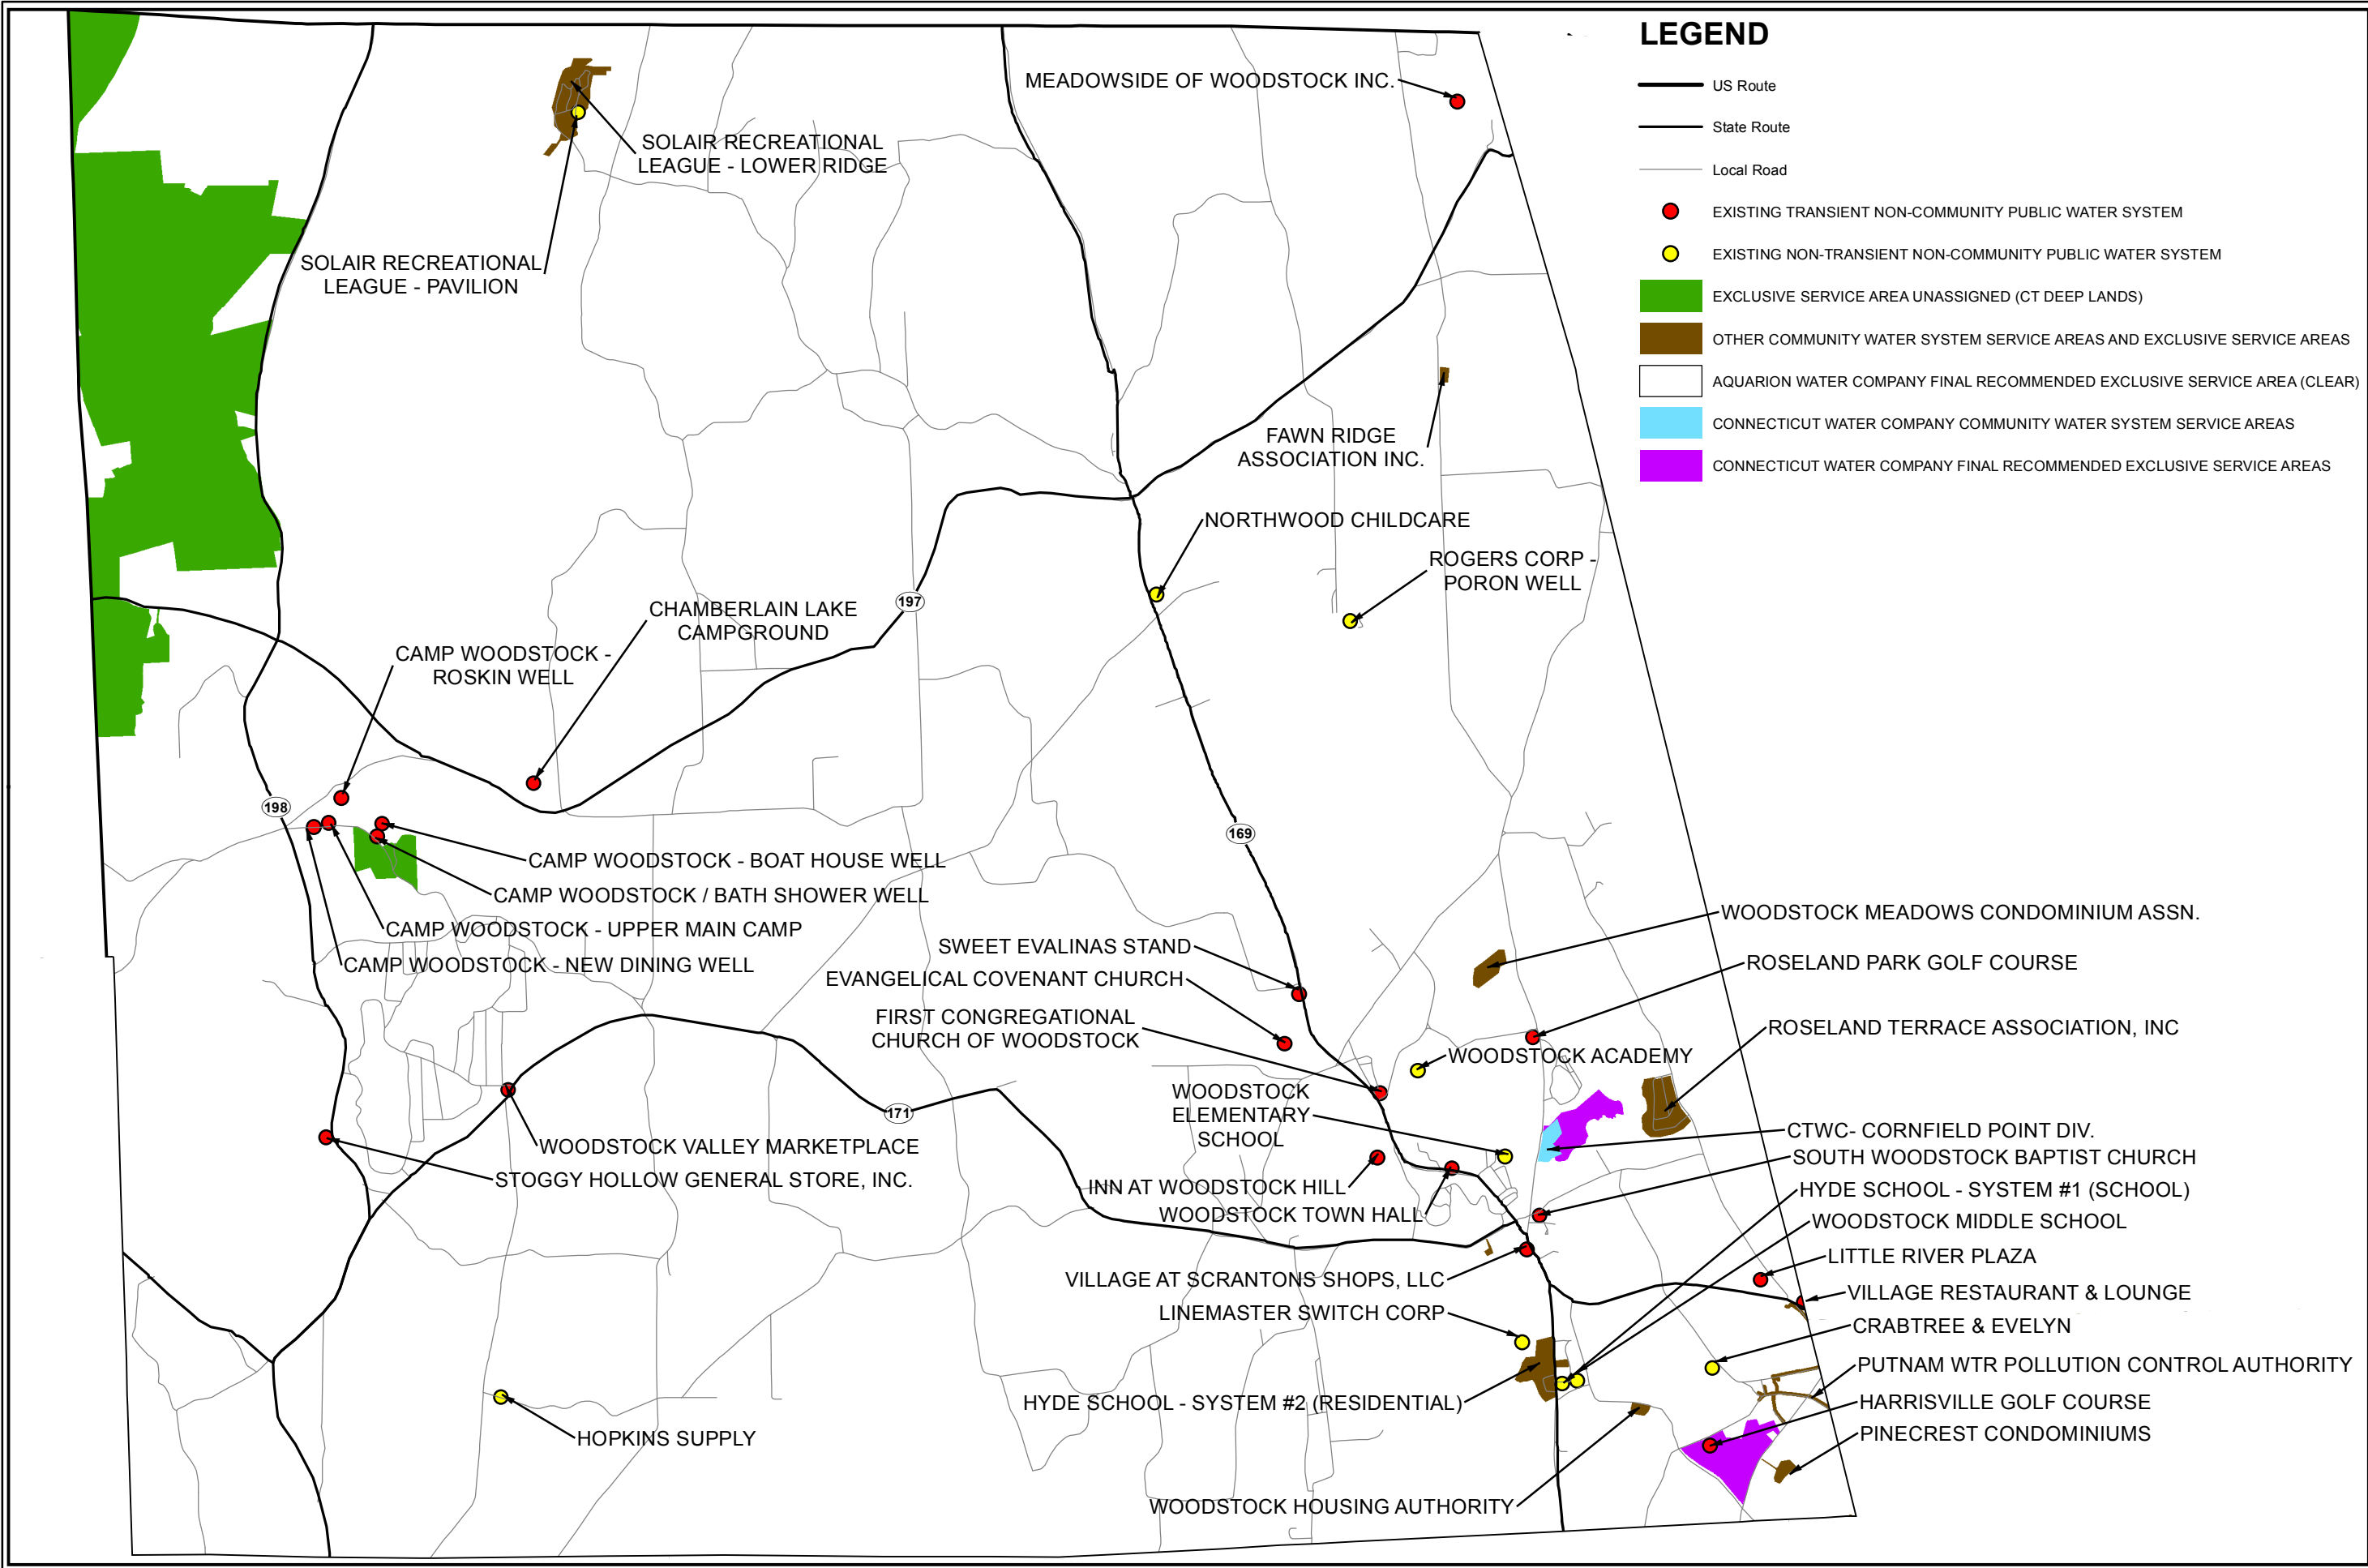 LEGEND
US Route
State Route
Local Road
EXISTING TRANSIENT NON-COMMUNITY PUBLIC WATER SYSTEM
EXISTING NON-TRANSIENT NON-COMMUNITY PUBLIC WATER SYSTEM
EXCLUSIVE SERVICE AREA UNASSIGNED (CT DEEP LANDS)
OTHER COMMUNITY WATER SYSTEM SERVICE AREAS AND EXCLUSIVE SERVICE AREAS
AQUARION WATER COMPANY FINAL RECOMMENDED EXCLUSIVE SERVICE AREA (CLEAR)
CONNECTICUT WATER COMPANY COMMUNITY WATER SYSTEM SERVICE AREAS
CONNECTICUT WATER COMPANY FINAL RECOMMENDED EXCLUSIVE SERVICE AREAS
MEADOWSIDE OF WOODSTOCK INC.
SOLAIR RECREATIONAL
LEAGUE - LOWER RIDGE
SOLAIR RECREATIONAL
LEAGUE - PAVILION
FAWN RIDGE
ASSOCIATION INC.
NORTHWOOD CHILDCARE
ROGERS CORP -
PORON WELL
197
CHAMBERLAIN LAKE
CAMPGROUND
CAMP WOODSTOCK -
ROSKIN WELL
198
169
CAMP WOODSTOCK - BOAT HOUSE WELL
CAMP WOODSTOCK / BATH SHOWER WELL
CAMP WOODSTOCK - UPPER MAIN CAMP
CAMP WOODSTOCK - NEW DINING WELL
SWEET EVALINAS STAND
EVANGELICAL COVENANT CHURCH
FIRST CONGREGATIONAL
CHURCH OF WOODSTOCK
WOODSTOCK MEADOWS CONDOMINIUM ASSN.
ROSELAND PARK GOLF COURSE
ROSELAND TERRACE ASSOCIATION, INC
WOODSTOCK ACADEMY
WOODSTOCK
ELEMENTARY
SCHOOL
171
WOODSTOCK VALLEY MARKETPLACE
STOGGY HOLLOW GENERAL STORE, INC.
CTWC- CORNFIELD POINT DIV.
SOUTH WOODSTOCK BAPTIST CHURCH
INN AT WOODSTOCK HILL
WOODSTOCK TOWN HALL
HYDE SCHOOL - SYSTEM #1 (SCHOOL)
WOODSTOCK MIDDLE SCHOOL
LITTLE RIVER PLAZA
VILLAGE AT SCRANTONS SHOPS, LLC
VILLAGE RESTAURANT & LOUNGE
LINEMASTER SWITCH CORP
CRABTREE & EVELYN
PUTNAM WTR POLLUTION CONTROL AUTHORITY
HYDE SCHOOL - SYSTEM #2 (RESIDENTIAL)
HARRISVILLE GOLF COURSE
PINECREST CONDOMINIUMS
HOPKINS SUPPLY
WOODSTOCK HOUSING AUTHORITY